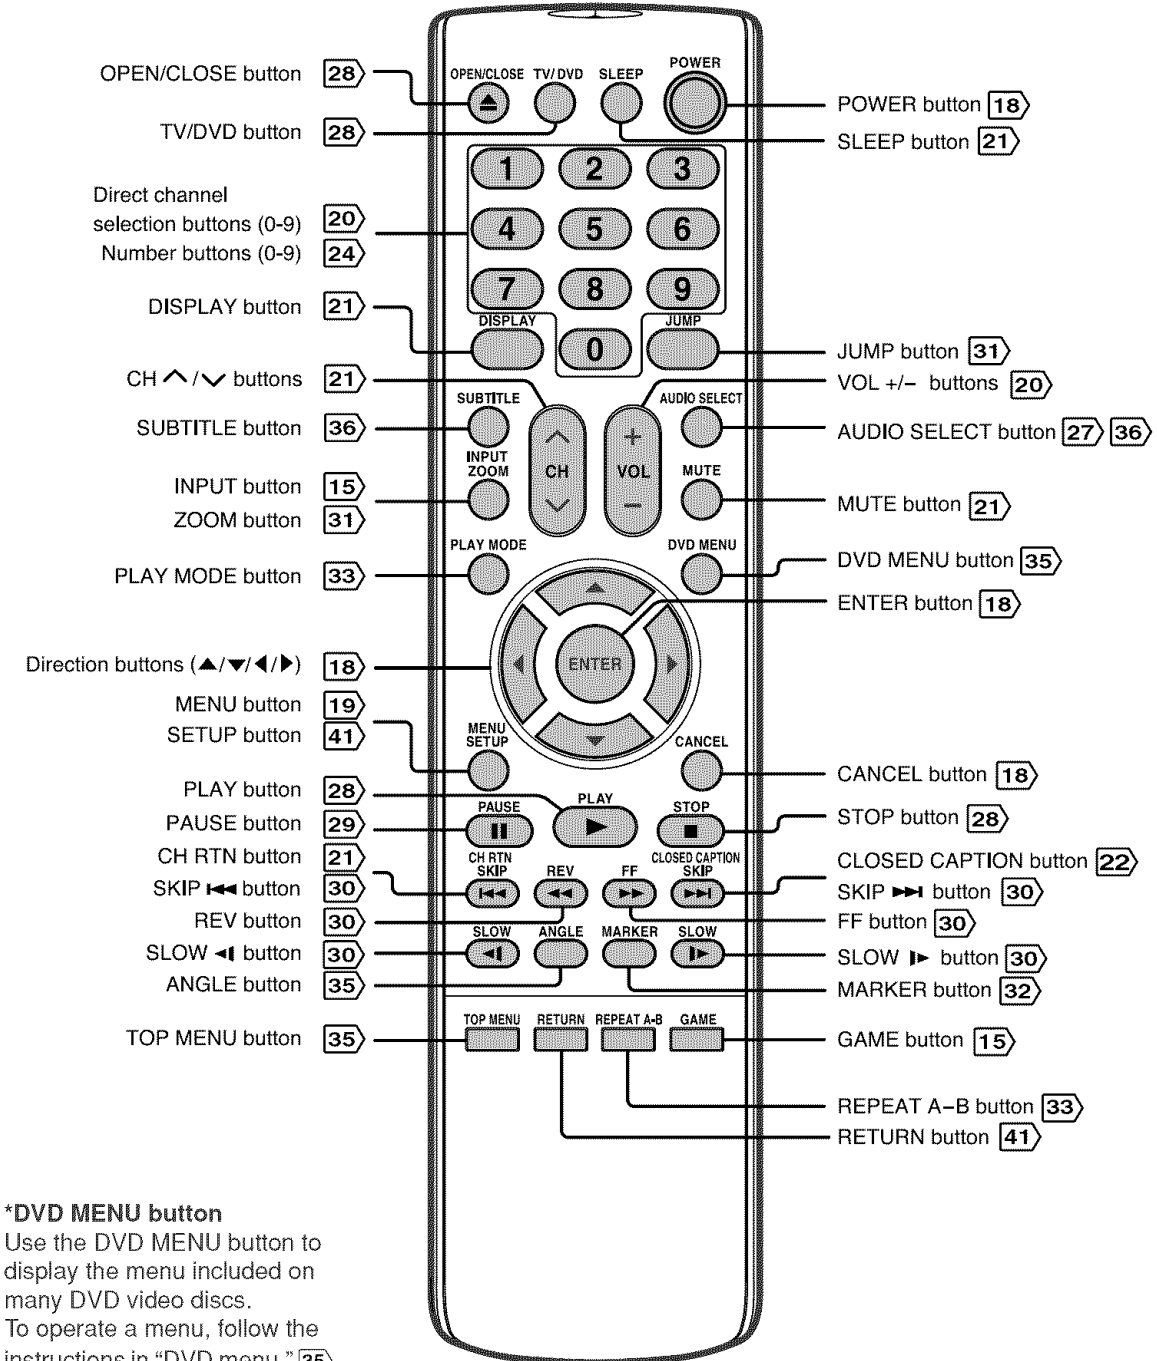 OPEN/CLOSE button 28
TV/DVD button 28
Direct channel
selection buttons (0-9) 20
Number buttons (0-9) 24
DISPLAY button 21
CH ︿ / ﹀ buttons 21
SUBTITLE button 36
INPUT button 15
ZOOM button 31
PLAY MODE button 33
Direction buttons (▲/▼/◀/▶) 18
MENU button 19
SETUP button 41
PLAY button 28
PAUSE button 29
CH RTN button 21
SKIP |◀◀ button 30
REV button 30
SLOW ◀| button 30
ANGLE button 35
TOP MENU button 35
OPEN/CLOSE TV/DVD SLEEP POWER
1 2 3
4 5 6
7 8 9
DISPLAY 0 JUMP
SUBTITLE AUDIO SELECT
︿ +
INPUT
ZOOM CH VOL MUTE
﹀ −
PLAY MODE DVD MENU
▲
◀ ENTER ▶
▼
MENU
SETUP CANCEL
PAUSE PLAY STOP
CH RTN CLOSED CAPTION
SKIP REV FF SKIP
SLOW ANGLE MARKER SLOW
TOP MENU RETURN REPEAT A-B GAME
POWER button 18
SLEEP button 21
JUMP button 31
VOL +/− buttons 20
AUDIO SELECT button 27 36
MUTE button 21
DVD MENU button 35
ENTER button 18
CANCEL button 18
STOP button 28
CLOSED CAPTION button 22
SKIP ▶▶| button 30
FF button 30
SLOW |▶ button 30
MARKER button 32
GAME button 15
REPEAT A−B button 33
RETURN button 41
*DVD MENU button
Use the DVD MENU button to
display the menu included on
many DVD video discs.
To operate a menu, follow the
instructions in “DVD menu.” 35